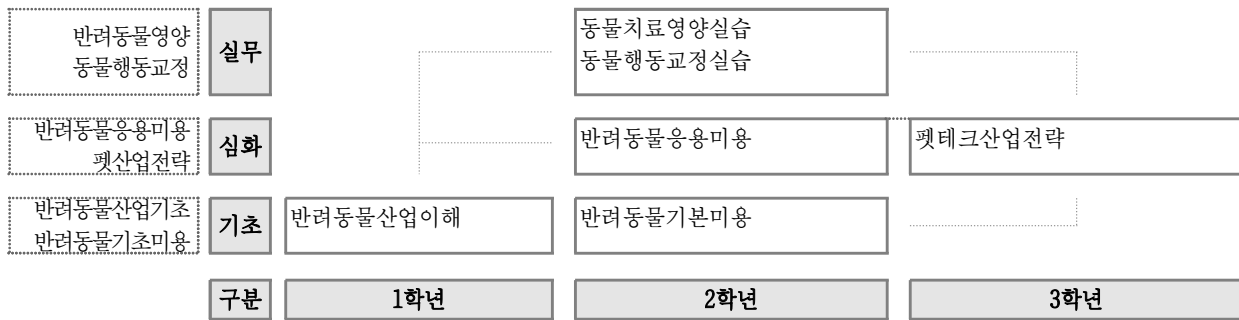 반려동물영양
동물행동교정
실무
동물치료영양실습
동물행동교정실습
반려동물응용미용
펫산업전략
심화
반려동물응용미용
펫테크산업전략
반려동물산업기초
반려동물기초미용
기초
반려동물산업이해
반려동물기본미용
구분
1학년
2학년
3학년